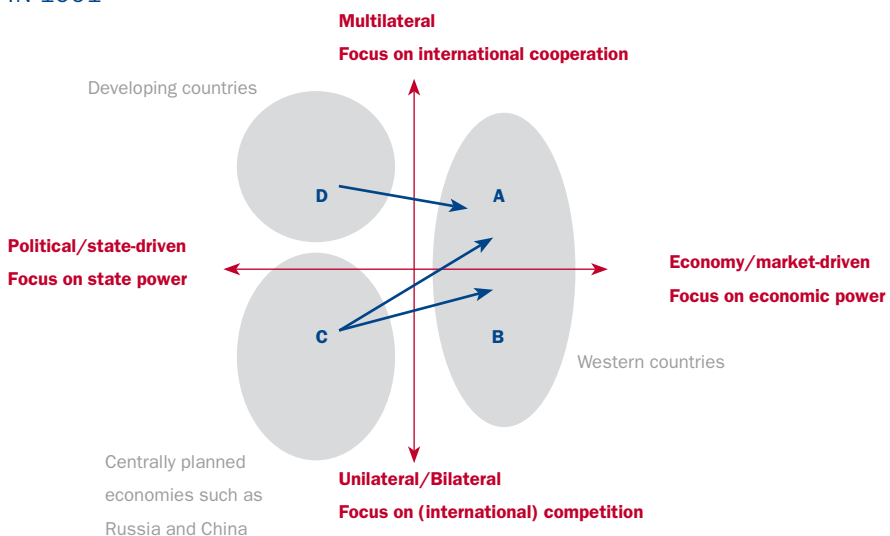 Multilateral
Focus on international cooperation
Developing countries
D
A
Political/state-driven
Focus on state power
Economy/market-driven
Focus on economic power
C
B
Western countries
Centrally planned
economies such as
Russia and China
Unilateral/Bilateral
Focus on (international) competition